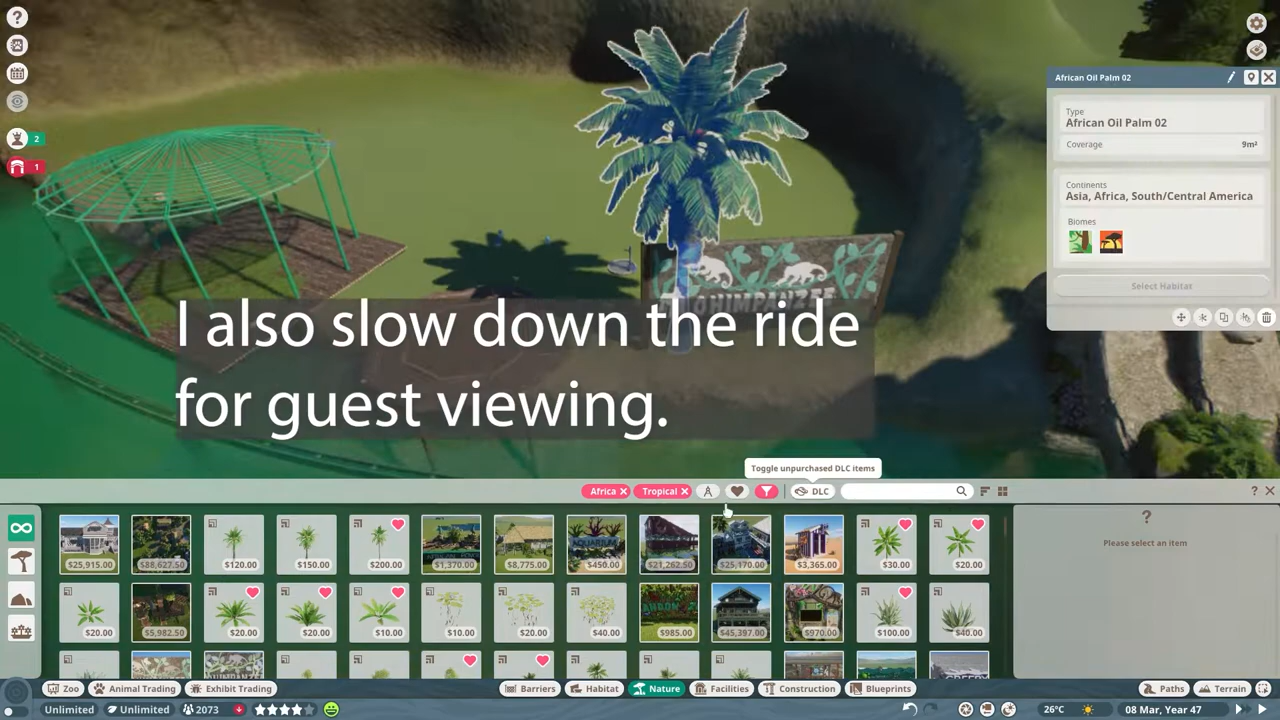 2
1
African Oil Palm 02
Type
African Oil Palm 02
Coverage 9m²
Continents
Asia, Africa, South/Central America
Biomes
Select Habitat
CHIMPANZEE
I also slow down the ride
for guest viewing.
Toggle unpurchased DLC items
Africa Tropical DLC
? Please select an item
$25,915.00 $88,627.50 $120.00 $150.00 $200.00 $1,370.00 $8,775.00 $450.00 $21,262.50 $25,170.00 $3,365.00 $30.00 $20.00
$20.00 $5,982.50 $20.00 $20.00 $10.00 $10.00 $20.00 $40.00 $985.00 $45,397.00 $970.00 $100.00 $40.00
Zoo Animal Trading Exhibit Trading Barriers Habitat Nature Facilities Construction Blueprints Paths Terrain
Unlimited Unlimited 2073 26°C 08 Mar, Year 47